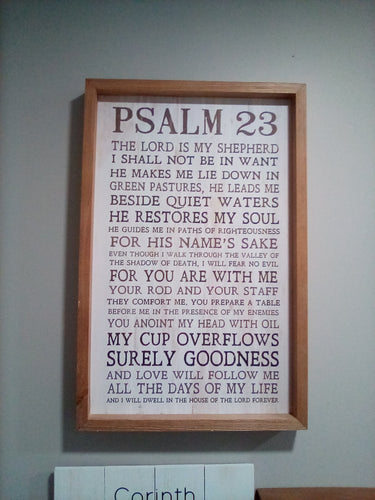 PSALM 23
THE LORD IS MY SHEPHERD
I SHALL NOT BE IN WANT
HE MAKES ME LIE DOWN IN
GREEN PASTURES, HE LEADS ME
BESIDE QUIET WATERS
HE RESTORES MY SOUL
HE GUIDES ME IN PATHS OF RIGHTEOUSNESS
FOR HIS NAME'S SAKE
EVEN THOUGH I WALK THROUGH THE VALLEY OF
THE SHADOW OF DEATH, I WILL FEAR NO EVIL
FOR YOU ARE WITH ME
YOUR ROD AND YOUR STAFF
THEY COMFORT ME, YOU PREPARE A TABLE
BEFORE ME IN THE PRESENCE OF MY ENEMIES
YOU ANOINT MY HEAD WITH OIL
MY CUP OVERFLOWS
SURELY GOODNESS
AND LOVE WILL FOLLOW ME
ALL THE DAYS OF MY LIFE
AND I WILL DWELL IN THE HOUSE OF THE LORD FOREVER
Corinth